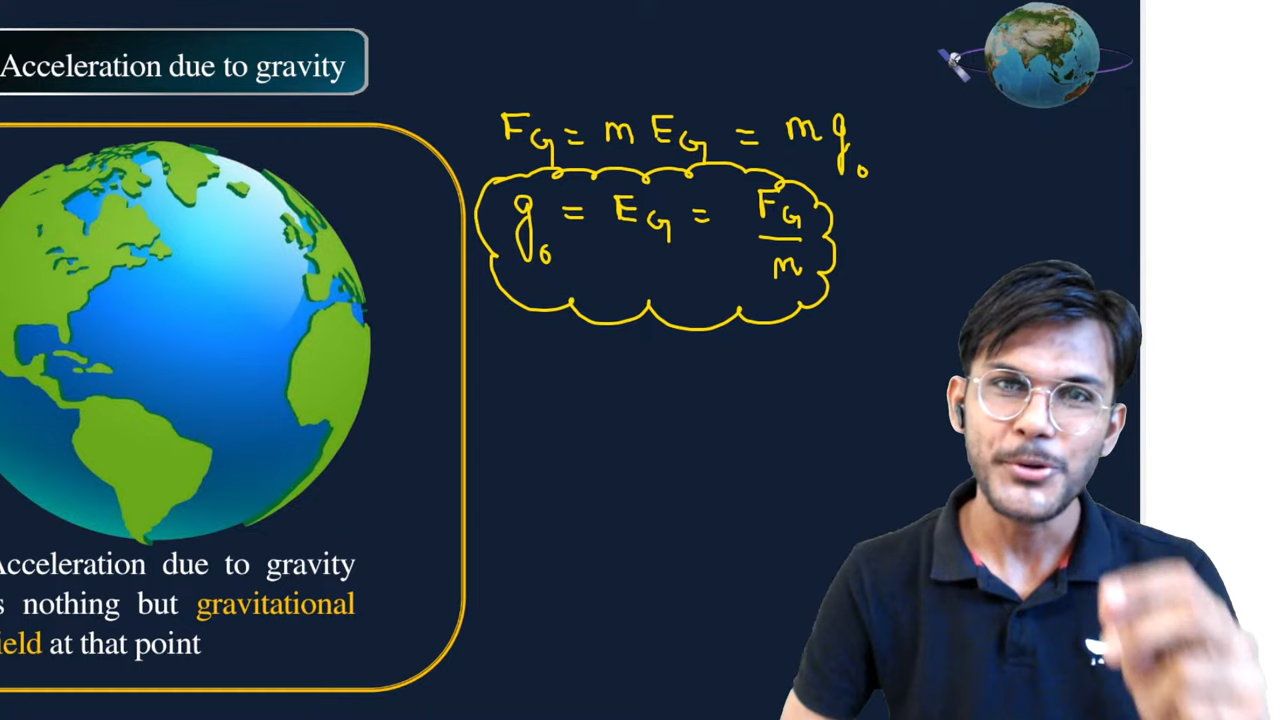 Acceleration due to gravity
F_G = m E_G = m g_0
g_0 = E_G = F_G / m
Acceleration due to gravity
s nothing but gravitational
ield at that point